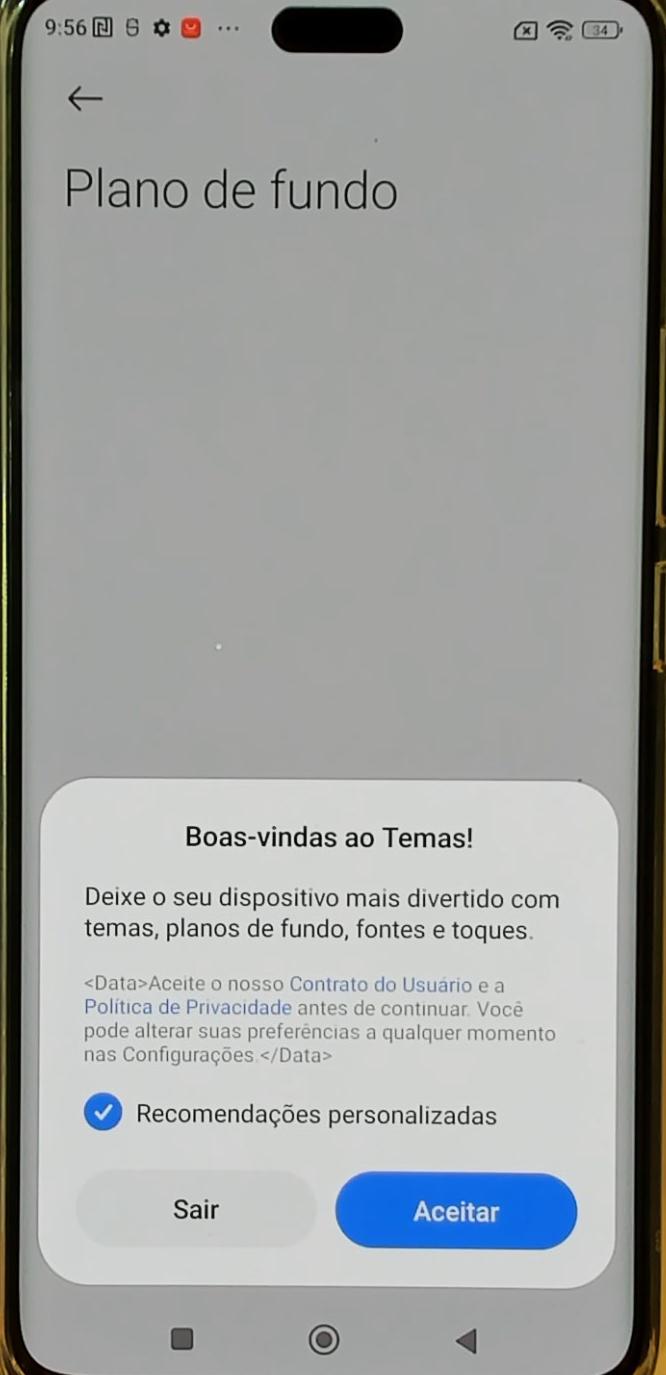 9:56
34
Plano de fundo
Boas-vindas ao Temas!
Deixe o seu dispositivo mais divertido com
temas, planos de fundo, fontes e toques.
<Data>Aceite o nosso Contrato do Usuário e a
Política de Privacidade antes de continuar. Você
pode alterar suas preferências a qualquer momento
nas Configurações.</Data>
Recomendações personalizadas
Sair
Aceitar